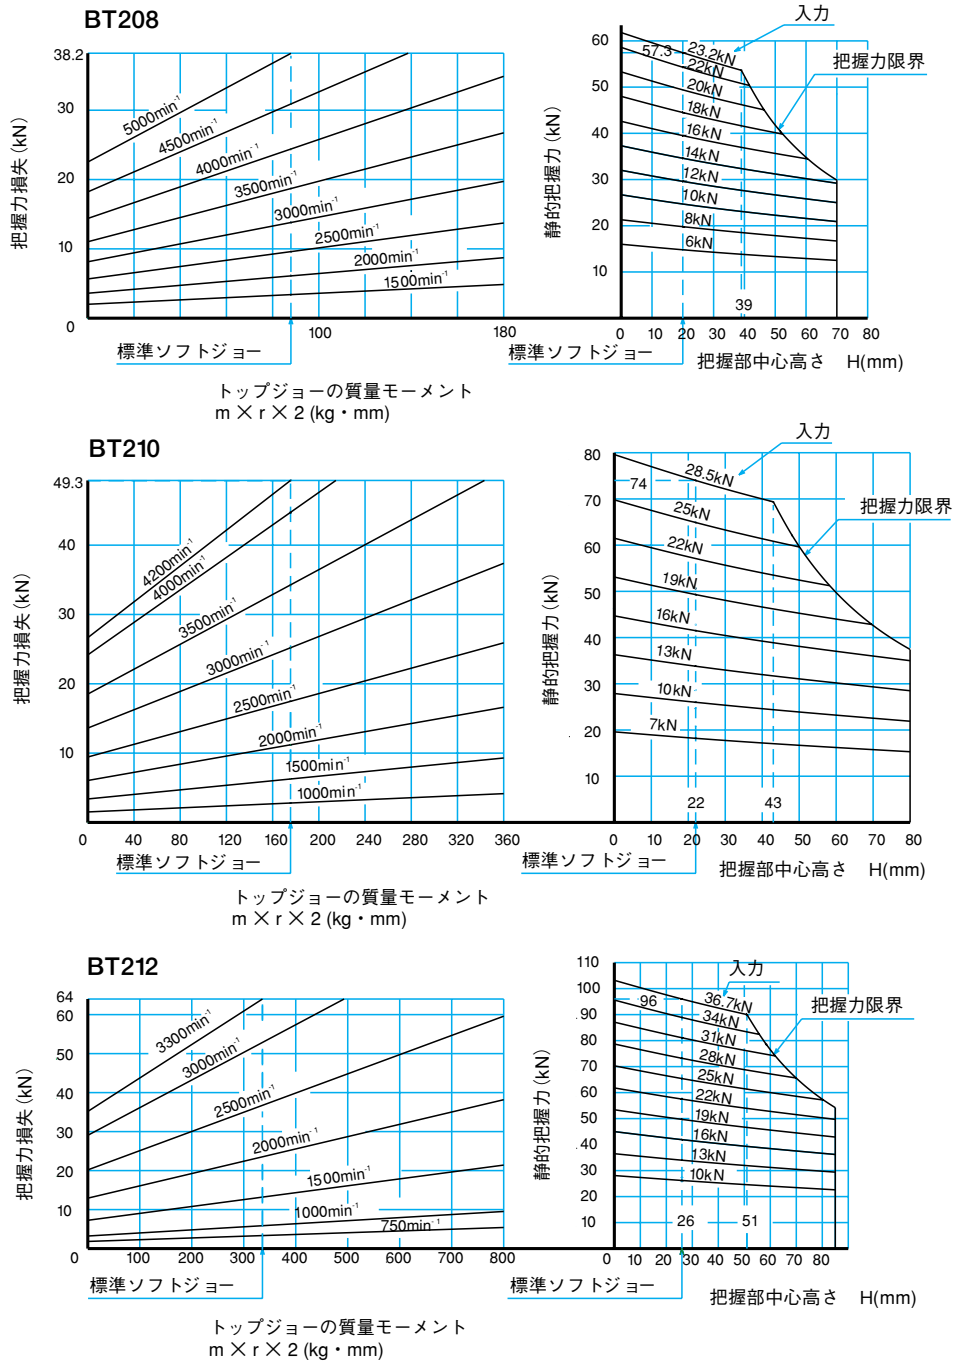 BT208
38.2
30
20
10
0
把握力損失(kN)
5000min⁻¹
4500min⁻¹
4000min⁻¹
3500min⁻¹
3000min⁻¹
2500min⁻¹
2000min⁻¹
1500min⁻¹
100
180
標準ソフトジョー
トップジョーの質量モーメント
m×r×2(kg・mm)
入力
把握力限界
60
50
40
30
20
10
静的把握力(kN)
57.3
23.2kN
22kN
20kN
18kN
16kN
14kN
12kN
10kN
8kN
6kN
39
0 10 20 30 40 50 60 70 80
標準ソフトジョー
把握部中心高さ H(mm)
BT210
49.3
40
30
20
10
把握力損失(kN)
4200min⁻¹
4000min⁻¹
3500min⁻¹
3000min⁻¹
2500min⁻¹
2000min⁻¹
1500min⁻¹
1000min⁻¹
0 40 80 120 160 200 240 280 320 360
標準ソフトジョー
トップジョーの質量モーメント
m×r×2(kg・mm)
入力
把握力限界
80
70
60
50
40
30
20
10
静的把握力(kN)
74
28.5kN
25kN
22kN
19kN
16kN
13kN
10kN
7kN
22 43
0 10 20 30 40 50 60 70 80
標準ソフトジョー
把握部中心高さ H(mm)
BT212
64
60
50
40
30
20
10
0
把握力損失(kN)
3300min⁻¹
3000min⁻¹
2500min⁻¹
2000min⁻¹
1500min⁻¹
1000min⁻¹
750min⁻¹
0 100 200 300 400 500 600 700 800
標準ソフトジョー
トップジョーの質量モーメント
m×r×2(kg・mm)
入力
把握力限界
110
100
90
80
70
60
50
40
30
20
10
静的把握力(kN)
96
36.7kN
34kN
31kN
28kN
25kN
22kN
19kN
16kN
13kN
10kN
26 51
0 10 20 30 40 50 60 70 80
標準ソフトジョー
把握部中心高さ H(mm)